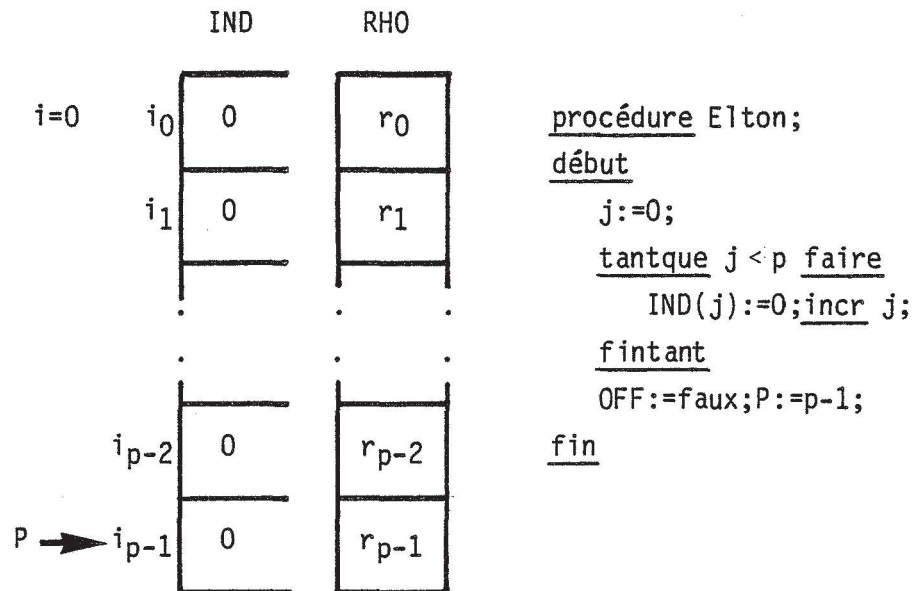 IND RHO
i=0 i0 0 r0
i1 0 r1
. . .
. . .
ip-2 0 rp-2
P ip-1 0 rp-1
procédure Elton;
début
j:=0;
tantque j < p faire
IND(j):=0;incr j;
fintant
OFF:=faux;P:=p-1;
fin